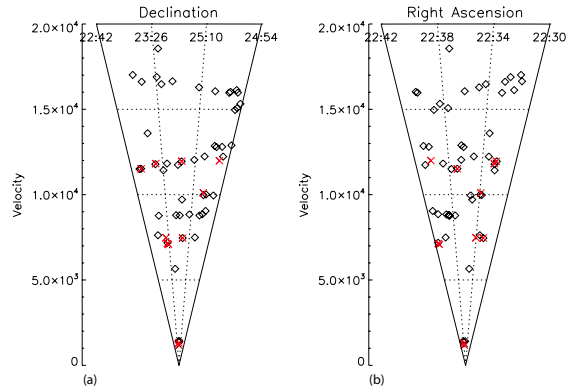 Declination
22:42 23:26 25:10 24:54
2.0×10⁴
1.5×10⁴
1.0×10⁴
5.0×10³
0
Velocity
(a)
Right Ascension
22:42 22:38 22:34 22:30
2.0×10⁴
1.5×10⁴
1.0×10⁴
5.0×10³
0
Velocity
(b)